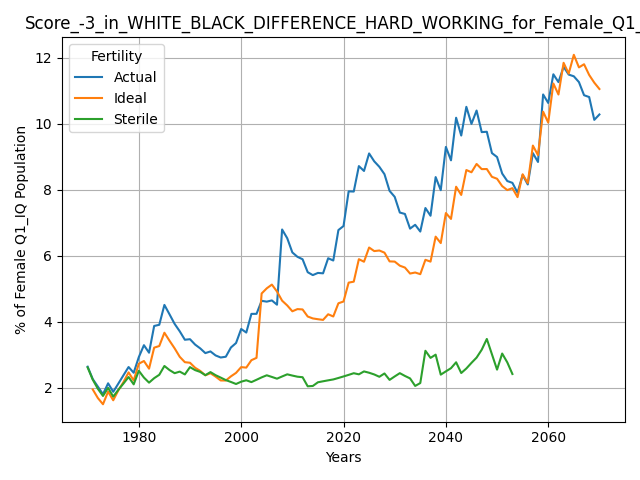 Score_-3_in_WHITE_BLACK_DIFFERENCE_HARD_WORKING_for_Female_Q1_
Fertility
Actual
Ideal
Sterile
% of Female Q1_IQ Population
12
10
8
6
4
2
1980
2000
2020
2040
2060
Years